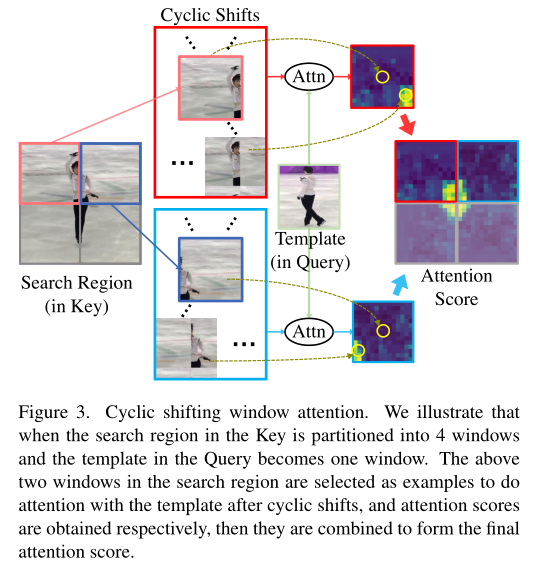 Cyclic Shifts
Attn
Search Region
(in Key)
Template
(in Query)
Attention
Score
Attn
Figure 3. Cyclic shifting window attention. We illustrate that
when the search region in the Key is partitioned into 4 windows
and the template in the Query becomes one window. The above
two windows in the search region are selected as examples to do
attention with the template after cyclic shifts, and attention scores
are obtained respectively, then they are combined to form the final
attention score.